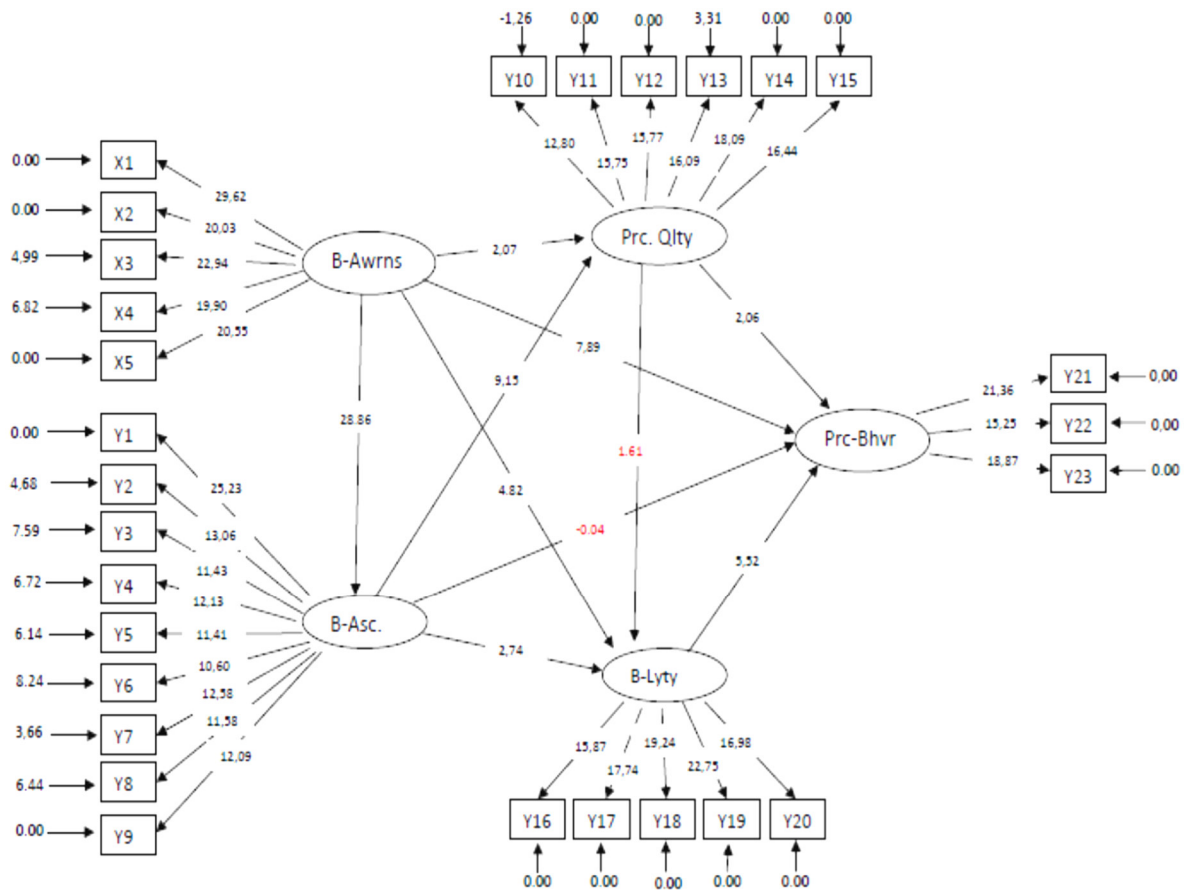 -1,26 0.00 0.00 3,31 0.00 0.00
Y10 Y11 Y12 Y13 Y14 Y15
12,80 15,75 15,77 16,09 18,09 16,44
0.00 X1
29,62
0.00 X2
20,03
4,99 X3
22,94
6,82 X4
19,90
0.00 X5
20,55
B-Awrns
2,07
Prc. Qlty
2,06
7,89
9,15
28,86
4.82
1.61
-0.04
Prc-Bhvr
21,36 Y21 0,00
15,25 Y22 0,00
18,87 Y23 0.00
5,52
0.00 Y1
25,23
4,68 Y2
13,06
7.59 Y3
11,43
6.72 Y4
12,13
6.14 Y5
11,41
8.24 Y6
10,60
3,66 Y7
12,58
6.44 Y8
11,58
0.00 Y9
12,09
B-Asc.
2,74
B-Lyty
15,87 17,74 19,24 22,75 16,98
Y16 Y17 Y18 Y19 Y20
0.00 0.00 0.00 0.00 0.00